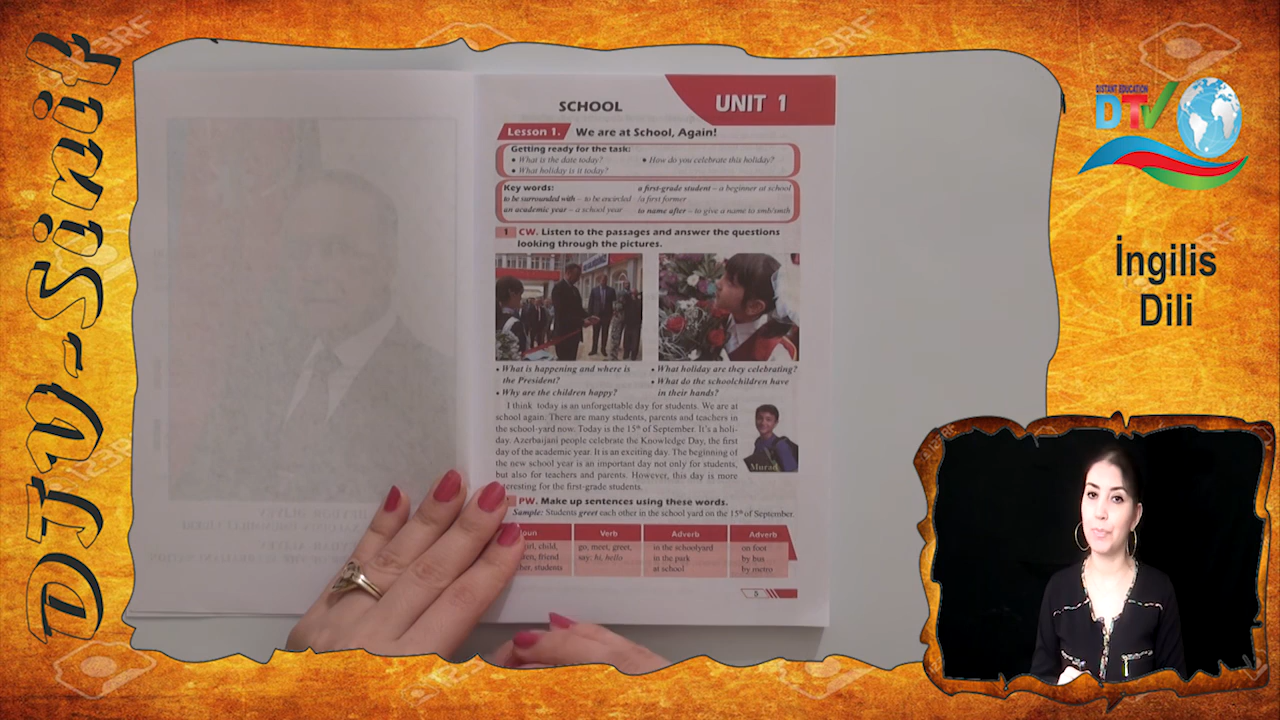 DTV-Sinif
SCHOOL
UNIT 1
Lesson 1. We are at School, Again!
Getting ready for the task:
• What is the date today? • How do you celebrate this holiday?
• What holiday is it today?
Key words: a first-grade student – a beginner at school
to be surrounded with – to be encircled /a first former
an academic year – a school year to name after – to give a name to smb/smth
1 CW. Listen to the passages and answer the questions
looking through the pictures.
• What is happening and where is
the President?
• Why are the children happy?
• What holiday are they celebrating?
• What do the schoolchildren have
in their hands?
I think today is an unforgettable day for students. We are at
school again. There are many students, parents and teachers in
the school-yard now. Today is the 15th of September. It's a holi-
day. Azerbaijani people celebrate the Knowledge Day, the first
day of the academic year. It is an exciting day. The beginning of
the new school year is an important day not only for students,
but also for teachers and parents. However, this day is more
teresting for the first-grade students.
Murad
PW. Make up sentences using these words.
Sample: Students greet each other in the school yard on the 15th of September.
oun Verb Adverb Adverb
girl, child, go, meet, greet, in the schoolyard on foot
ren, friend say: hi, hello in the park by bus
her, students at school by metro
5
DISTANT EDUCATION
DTV
İngilis
Dili
123RF